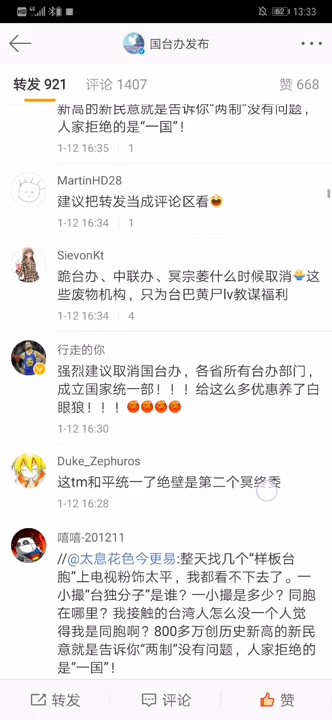 HD 4G 62 13:33
国台办发布
转发 921 评论 1407 赞 668
新高的新民意就是告诉你“两制”没有问题，
人家拒绝的是“一国”！
1-12 16:35 1
MartinHD28
建议把转发当成评论区看
1-12 16:34 1
SievonKt
跪台办、中联办、冥宗萎什么时候取消 这
些废物机构，只为台巴黄尸lv教谋福利
1-12 16:34 4
行走的你
强烈建议取消国台办，各省所有台办部门，
成立国家统一部！！！给这么多优惠养了白
眼狼！！！
1-12 16:30
Duke_Zephuros
这tm和平统一了绝壁是第二个冥终季
1-12 16:28
嘻嘻-201211
//@太息花色今更易:整天找几个“样板台
胞”上电视粉饰太平，我都看不下去了。一
小撮“台独分子”是谁？一小撮是多少？同胞
在哪里？我接触的台湾人怎么没一个人觉
得我是同胞啊？800多万创历史新高的新民
意就是告诉你“两制”没有问题，人家拒绝的
是“一国”！
转发 评论 赞